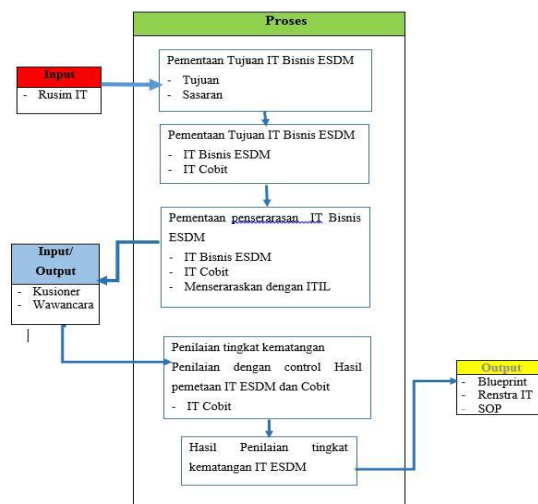 Proses
Pementaan Tujuan IT Bisnis ESDM
- Tujuan
- Sasaran
Input
- Rusim IT
Pementaan Tujuan IT Bisnis ESDM
- IT Bisnis ESDM
- IT Cobit
Pementaan penserarasan IT Bisnis
ESDM
- IT Bisnis ESDM
- IT Cobit
- Menseraraskan dengan ITIL
Input/
Output
- Kusioner
- Wawancara
Penilaian tingkat kematangan
Penilaian dengan control Hasil
pemetaan IT ESDM dan Cobit
- IT Cobit
Hasil Penilaian tingkat
kematangan IT ESDM
Output
- Blueprint
- Renstra IT
- SOP